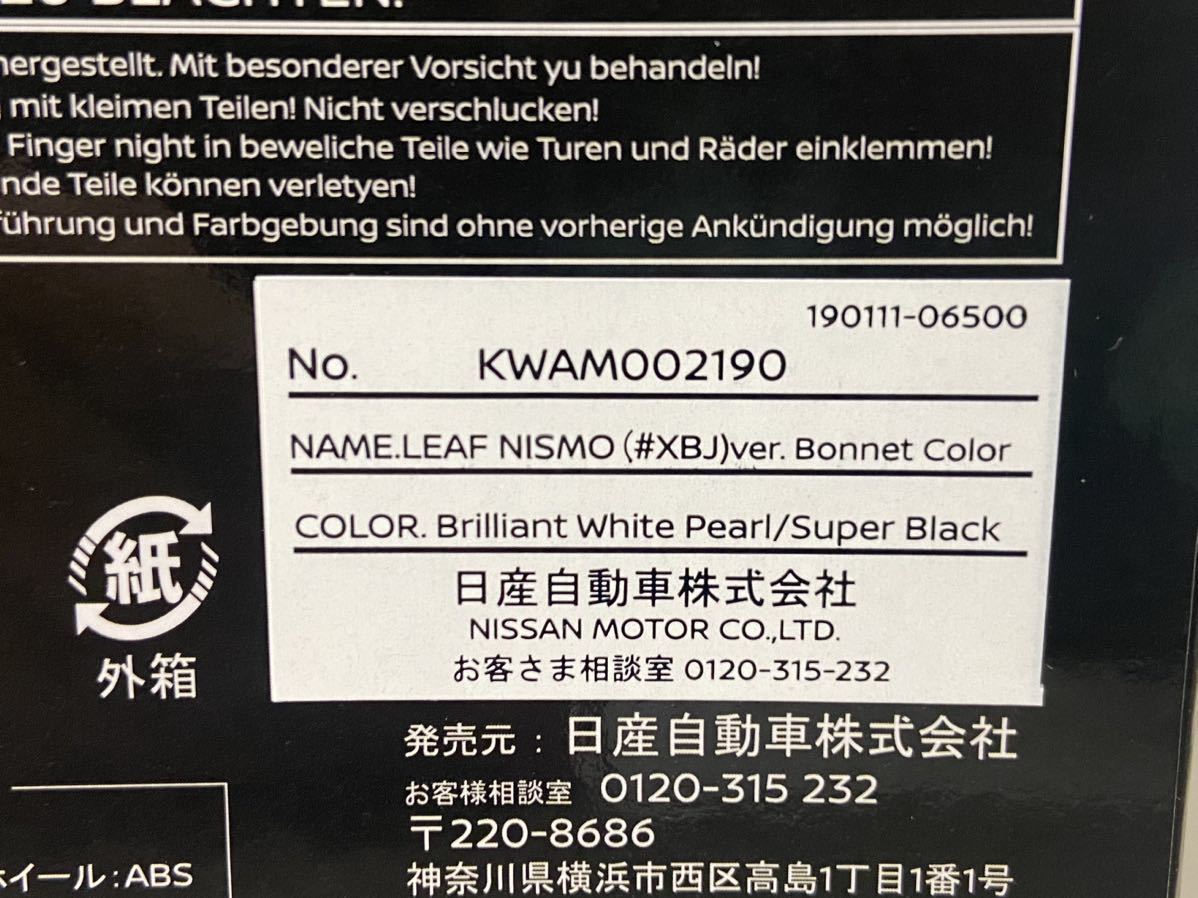 BEACHTEN.
hergestellt. Mit besonderer Vorsicht yu behandeln!
mit kleimen Teilen! Nicht verschlucken!
Finger night in beweliche Teile wie Turen und Räder einklemmen!
nde Teile können verletyen!
führung und Farbgebung sind ohne vorherige Ankündigung möglich!
190111-06500
No. KWAM002190
NAME.LEAF NISMO (#XBJ)ver. Bonnet Color
COLOR. Brilliant White Pearl/Super Black
日産自動車株式会社
NISSAN MOTOR CO.,LTD.
お客さま相談室 0120-315-232
紙
外箱
発売元 : 日産自動車株式会社
お客様相談室 0120-315 232
〒220-8686
神奈川県横浜市西区高島1丁目1番1号
ホイール:ABS